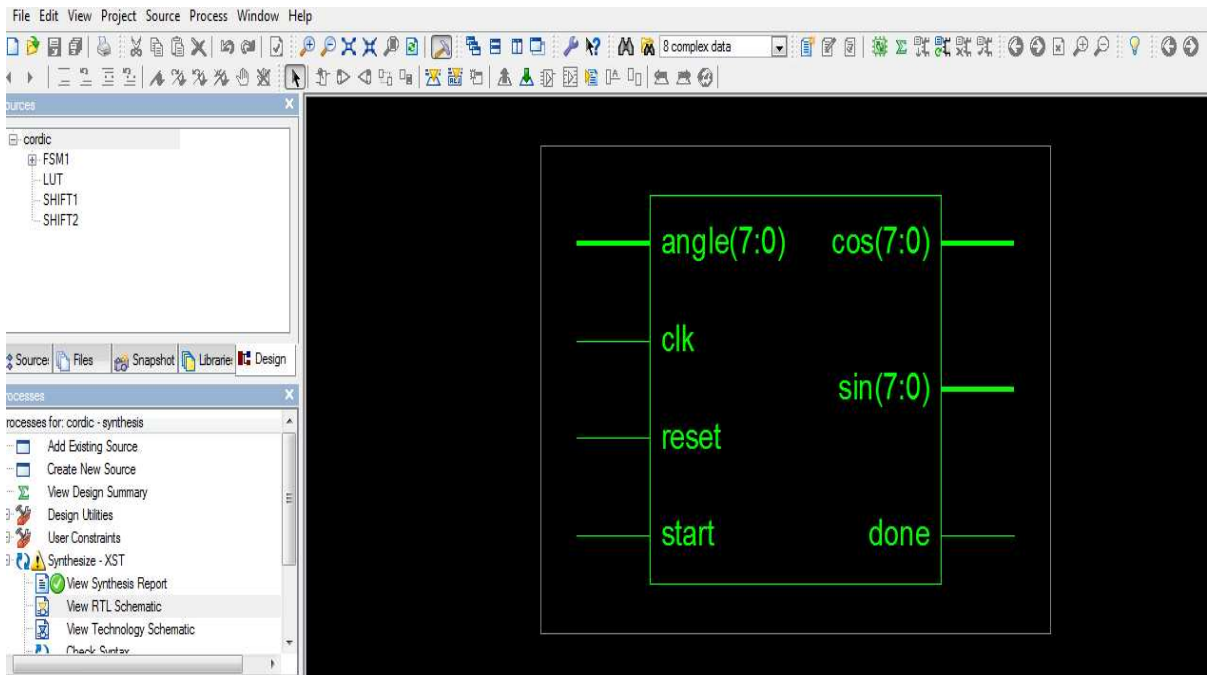 File Edit View Project Source Process Window Help
8 complex data
ources
cordic
FSM1
LUT
SHIFT1
SHIFT2
Source: Files Snapshot Librarie: Design
rocesses
rocesses for: cordic - synthesis
Add Existing Source
Create New Source
View Design Summary
Design Utilities
User Constraints
Synthesize - XST
View Synthesis Report
View RTL Schematic
View Technology Schematic
Check Syntax
angle(7:0) cos(7:0)
clk
sin(7:0)
reset
start done